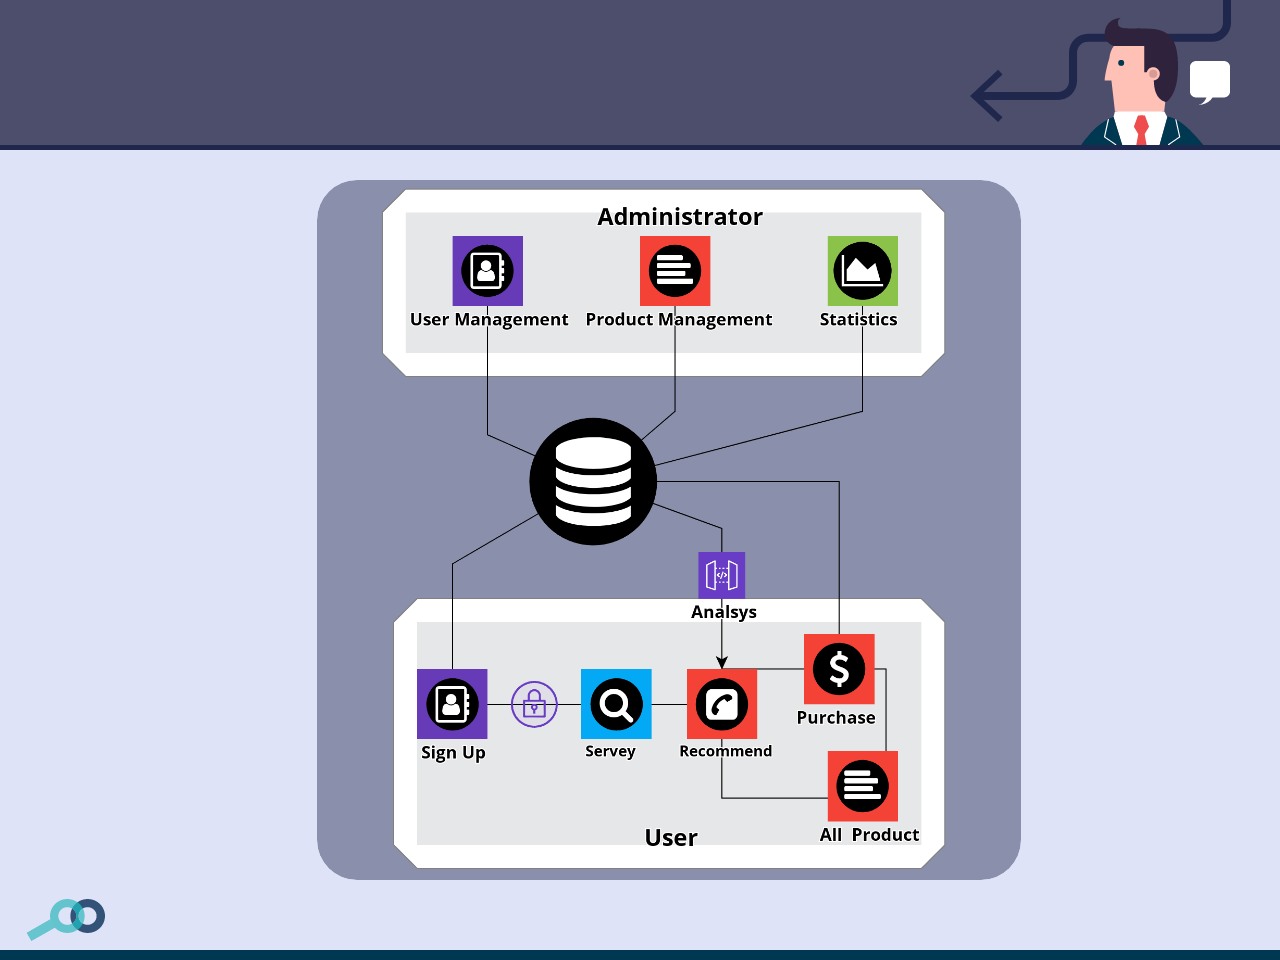 Administrator
User Management
Product Management
Statistics
Analsys
Purchase
Sign Up
Servey
Recommend
All  Product
User